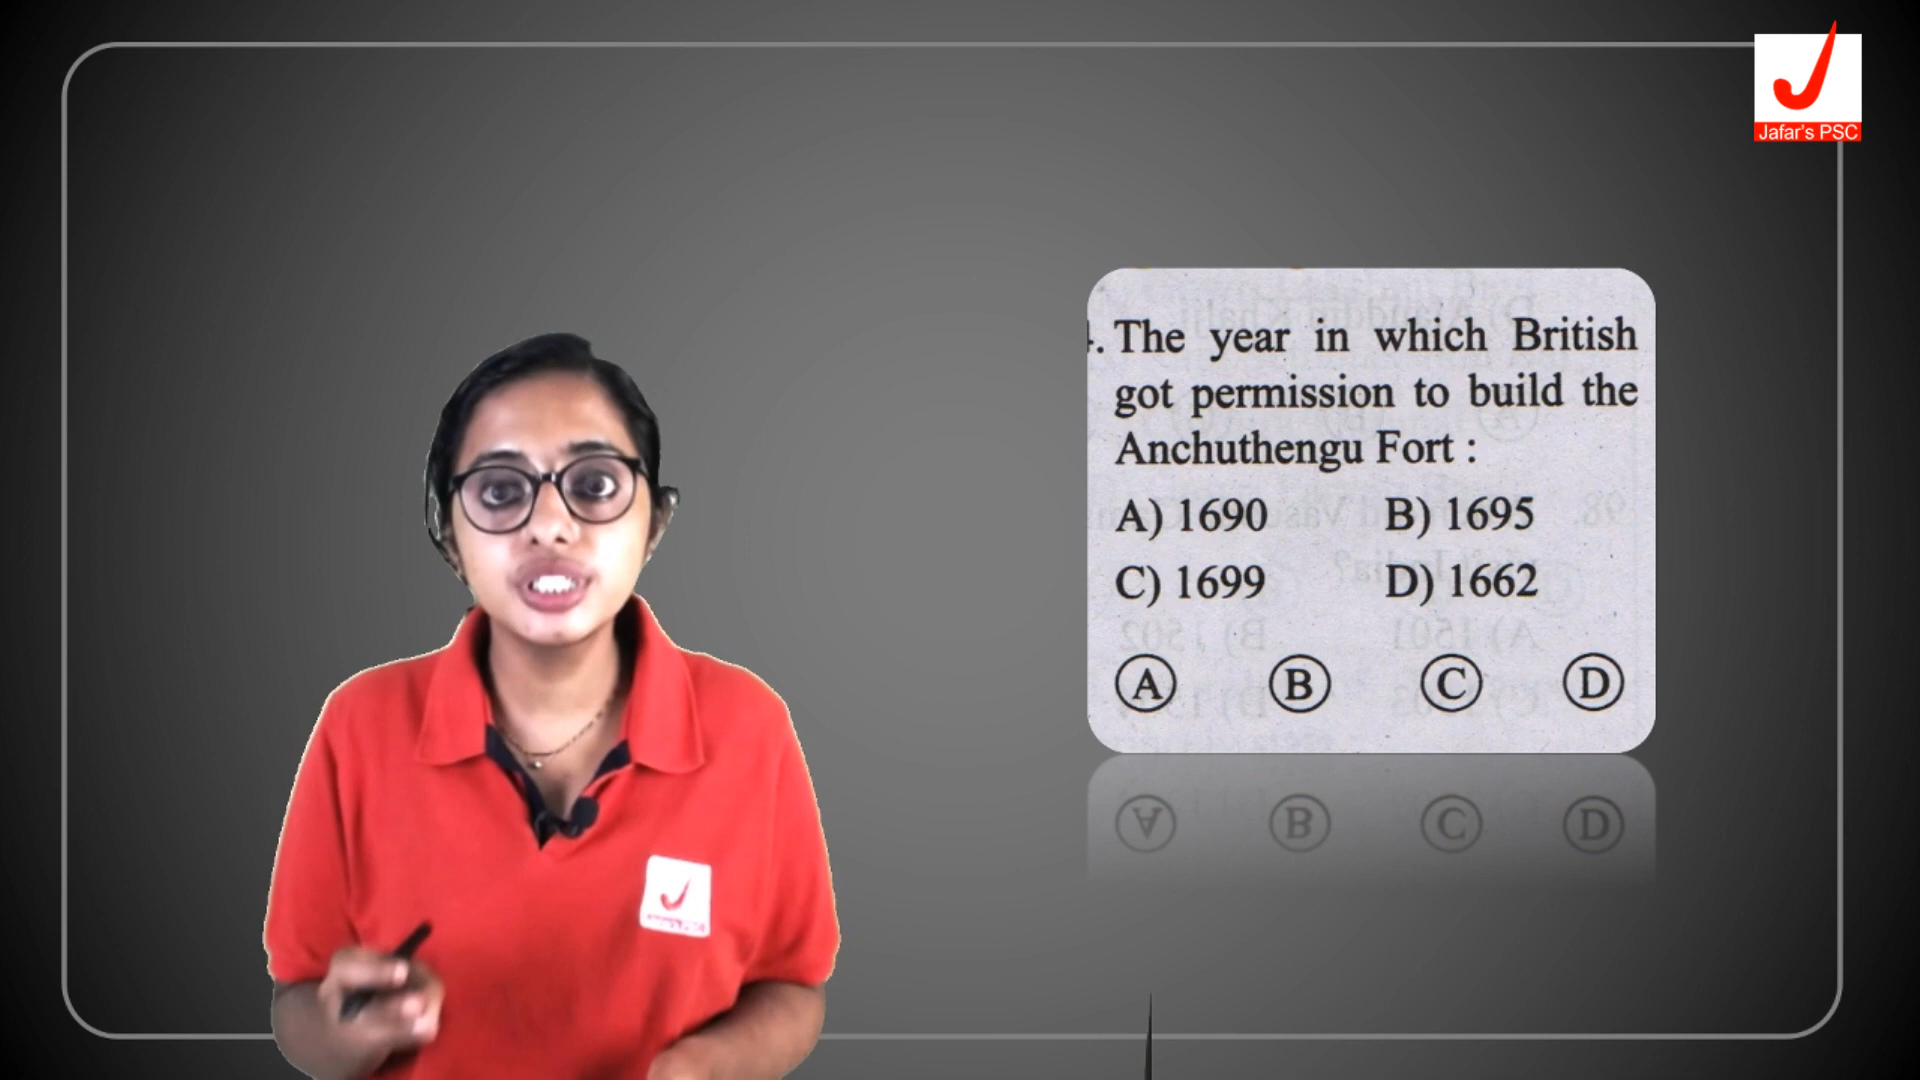 Jafar's PSC
. The year in which British
got permission to build the
Anchuthengu Fort :
A) 1690 B) 1695
C) 1699 D) 1662
A B C D